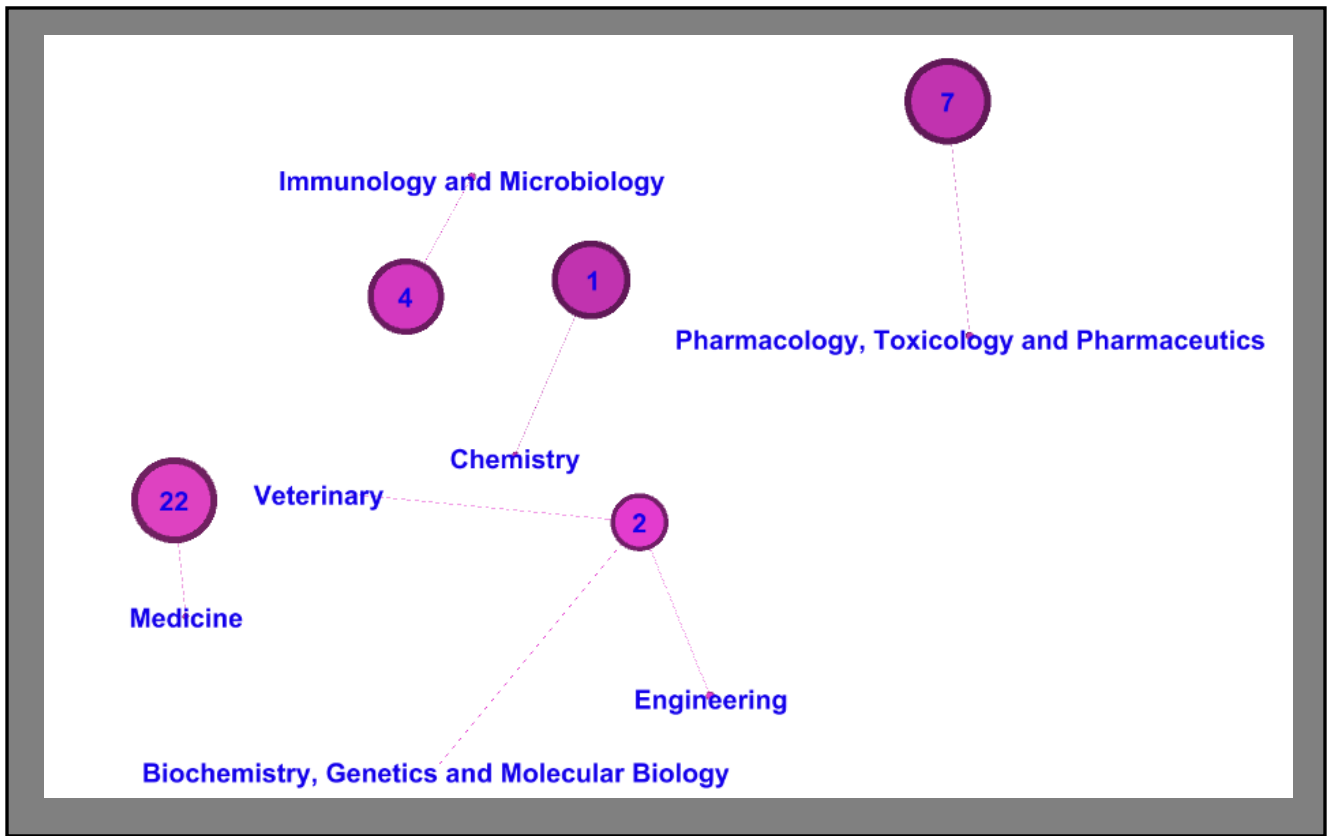 7
Immunology and Microbiology
1
4
Pharmacology, Toxicology and Pharmaceutics
Chemistry
Veterinary
22
2
Medicine
Engineering
Biochemistry, Genetics and Molecular Biology